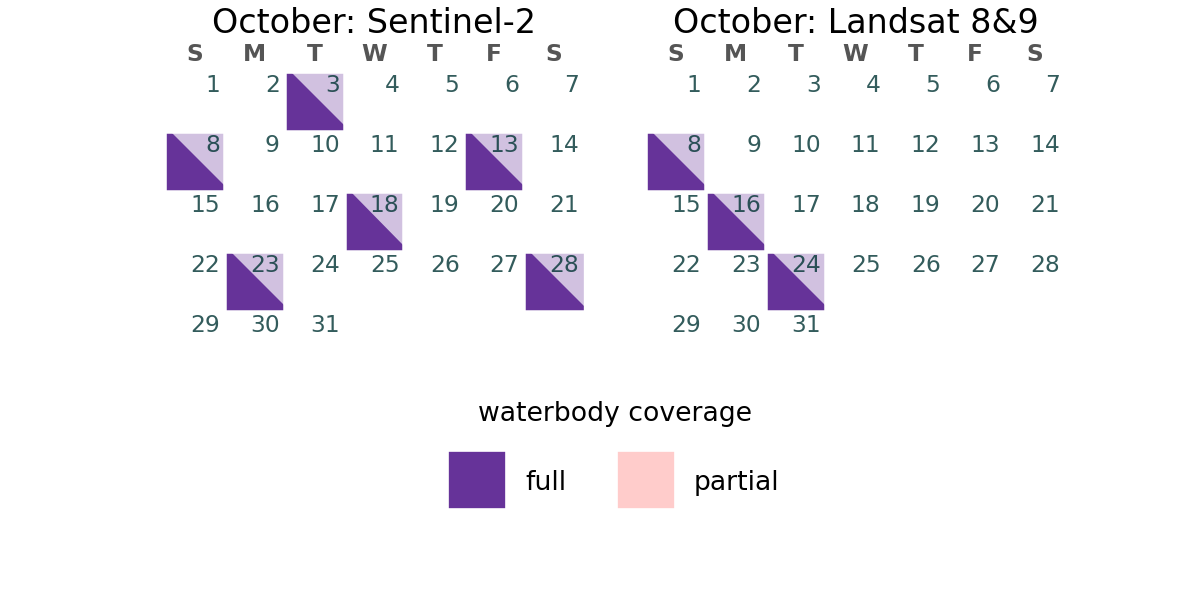 October: Sentinel-2
S M T W T F S
1 2 3 4 5 6 7
8 9 10 11 12 13 14
15 16 17 18 19 20 21
22 23 24 25 26 27 28
29 30 31
October: Landsat 8&9
S M T W T F S
1 2 3 4 5 6 7
8 9 10 11 12 13 14
15 16 17 18 19 20 21
22 23 24 25 26 27 28
29 30 31
waterbody coverage
full partial